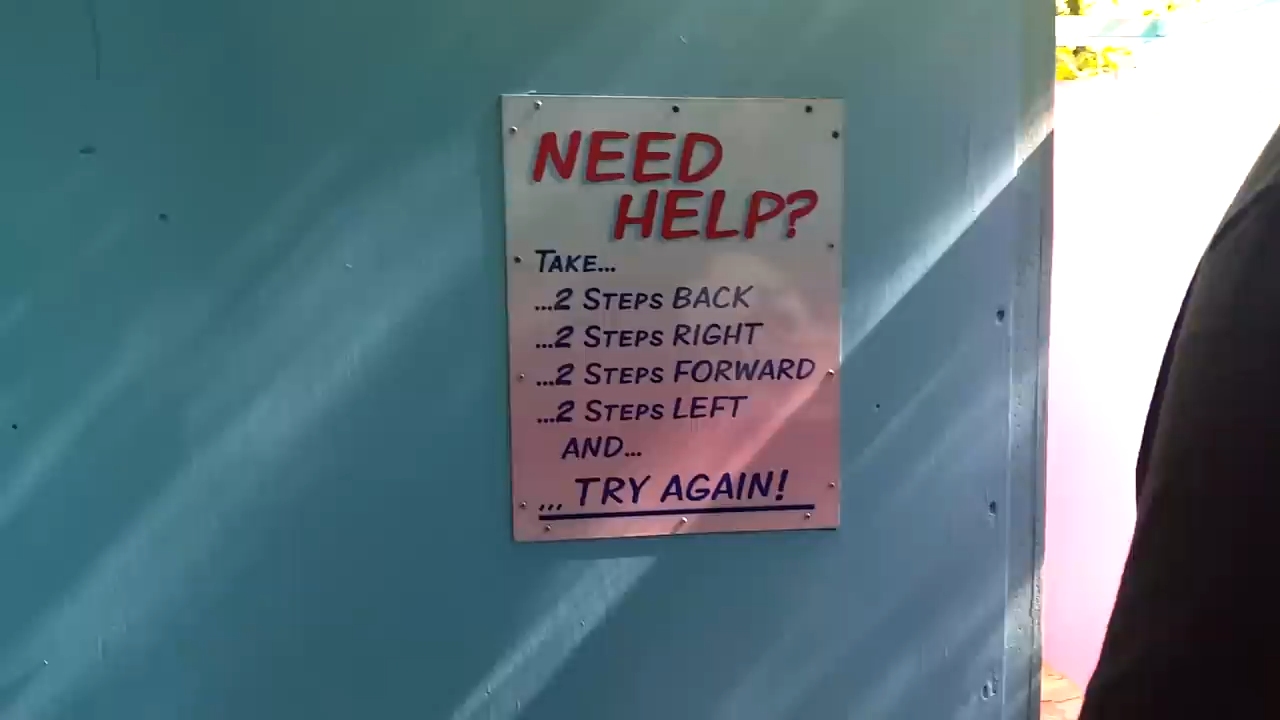 NEED
HELP?
TAKE...
...2 STEPS BACK
...2 STEPS RIGHT
...2 STEPS FORWARD
...2 STEPS LEFT
AND...
... TRY AGAIN!